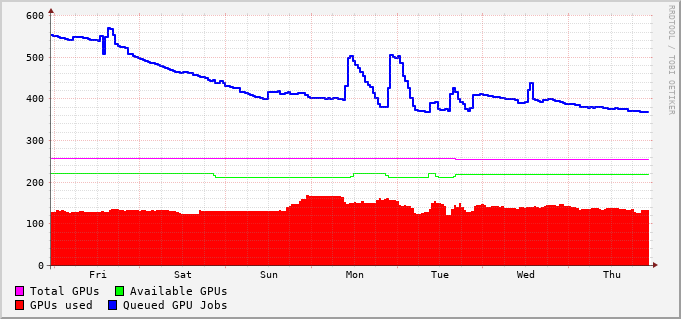 RRDTOOL / TOBI OETIKER
600
500
400
300
200
100
0
Fri Sat Sun Mon Tue Wed Thu
Total GPUs Available GPUs
GPUs used Queued GPU Jobs